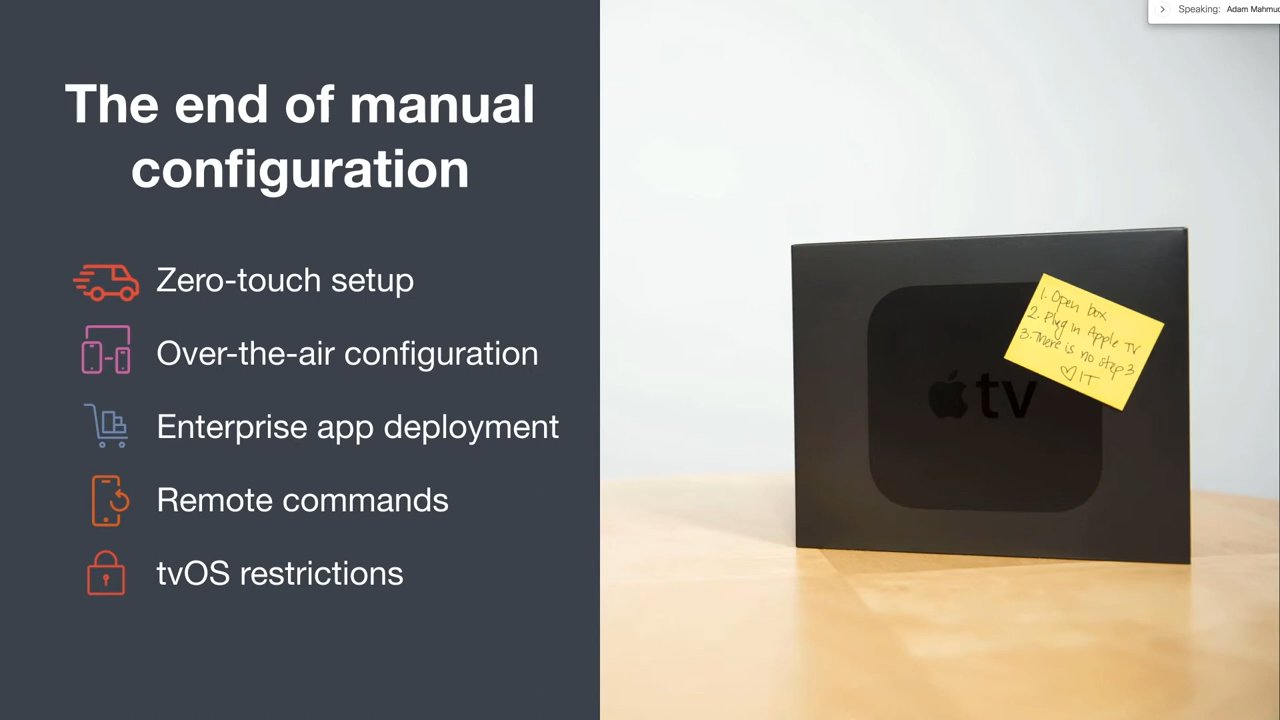 Speaking: Adam Mahmud
The end of manual
configuration
Zero-touch setup
Over-the-air configuration
Enterprise app deployment
Remote commands
tvOS restrictions
1. Open box
2. Plug in Apple TV
3. There is no step 3
♡ IT
tv